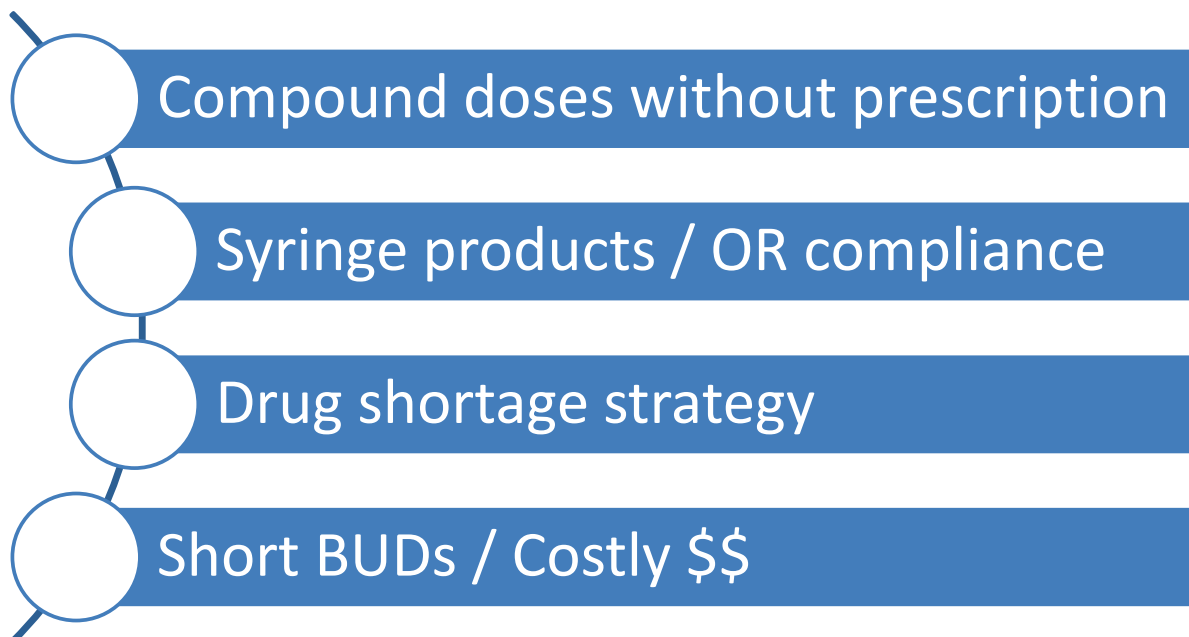 Compound doses without prescription
Syringe products / OR compliance
Drug shortage strategy
Short BUDs / Costly $$